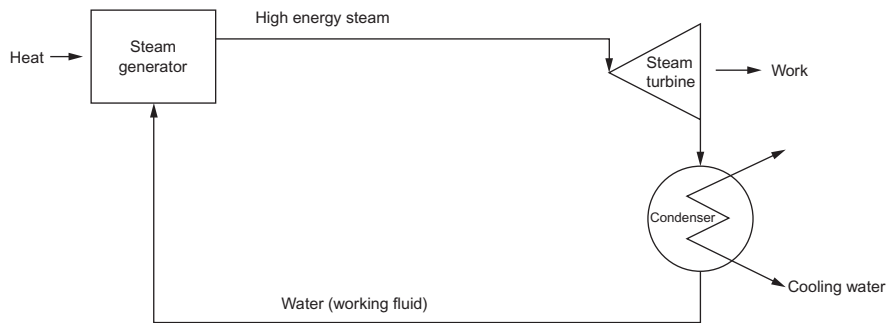 High energy steam
Heat
Steam
generator
Steam
turbine
Work
Condenser
Cooling water
Water (working fluid)